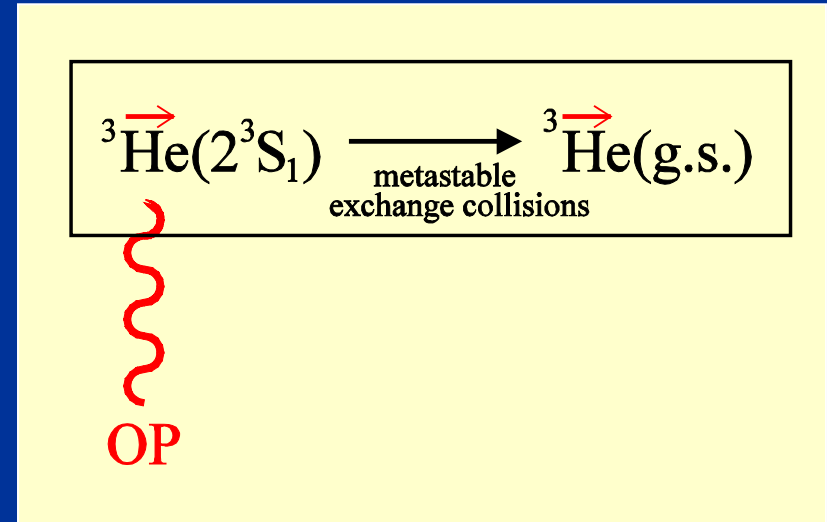 ³He(2³S₁) ³He(g.s.)
metastable
exchange collisions
OP